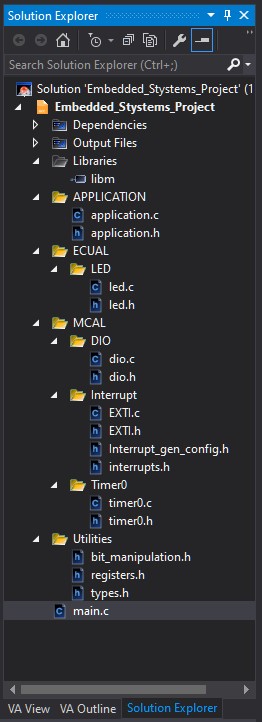 Solution Explorer
Search Solution Explorer (Ctrl+;)
Solution 'Embedded_Stystems_Project' (1
Embedded_Stystems_Project
Dependencies
Output Files
Libraries
libm
APPLICATION
application.c
application.h
ECUAL
LED
led.c
led.h
MCAL
DIO
dio.c
dio.h
Interrupt
EXTI.c
EXTI.h
Interrupt_gen_config.h
interrupts.h
Timer0
timer0.c
timer0.h
Utilities
bit_manipulation.h
registers.h
types.h
main.c
VA View VA Outline Solution Explorer